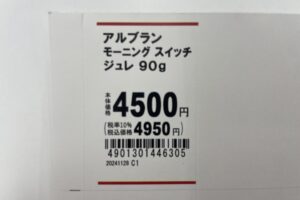 アルブラン
モーニング スイッチ
ジュレ 90g
本体価格 4500円
(税率10%
税込価格 4950円)
4901301446305
20241128 C1